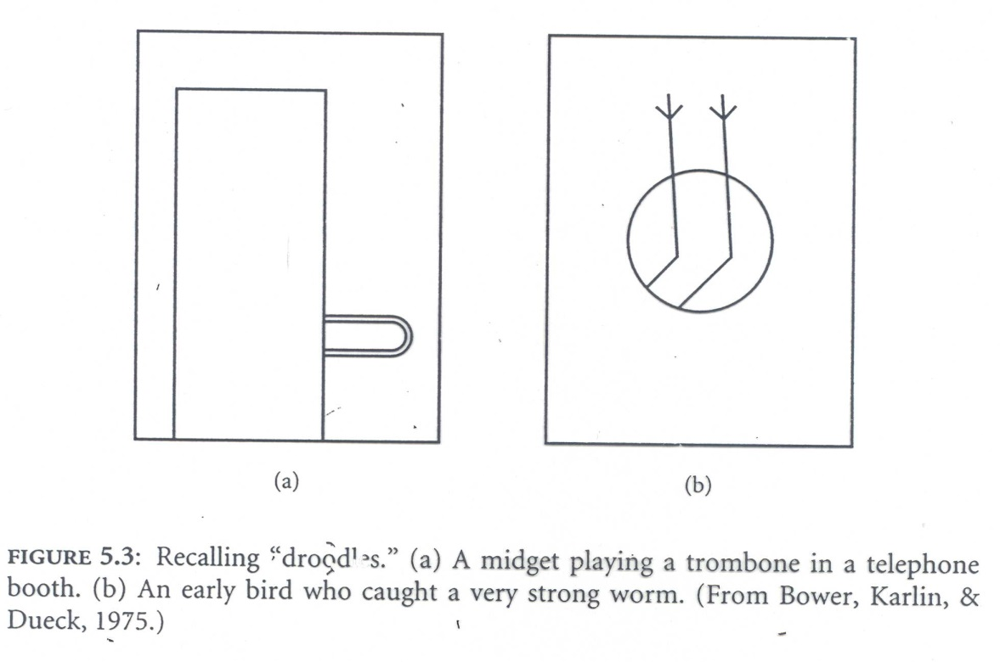 (a)
(b)
FIGURE 5.3: Recalling “droodles.” (a) A midget playing a trombone in a telephone
booth. (b) An early bird who caught a very strong worm. (From Bower, Karlin, &
Dueck, 1975.)